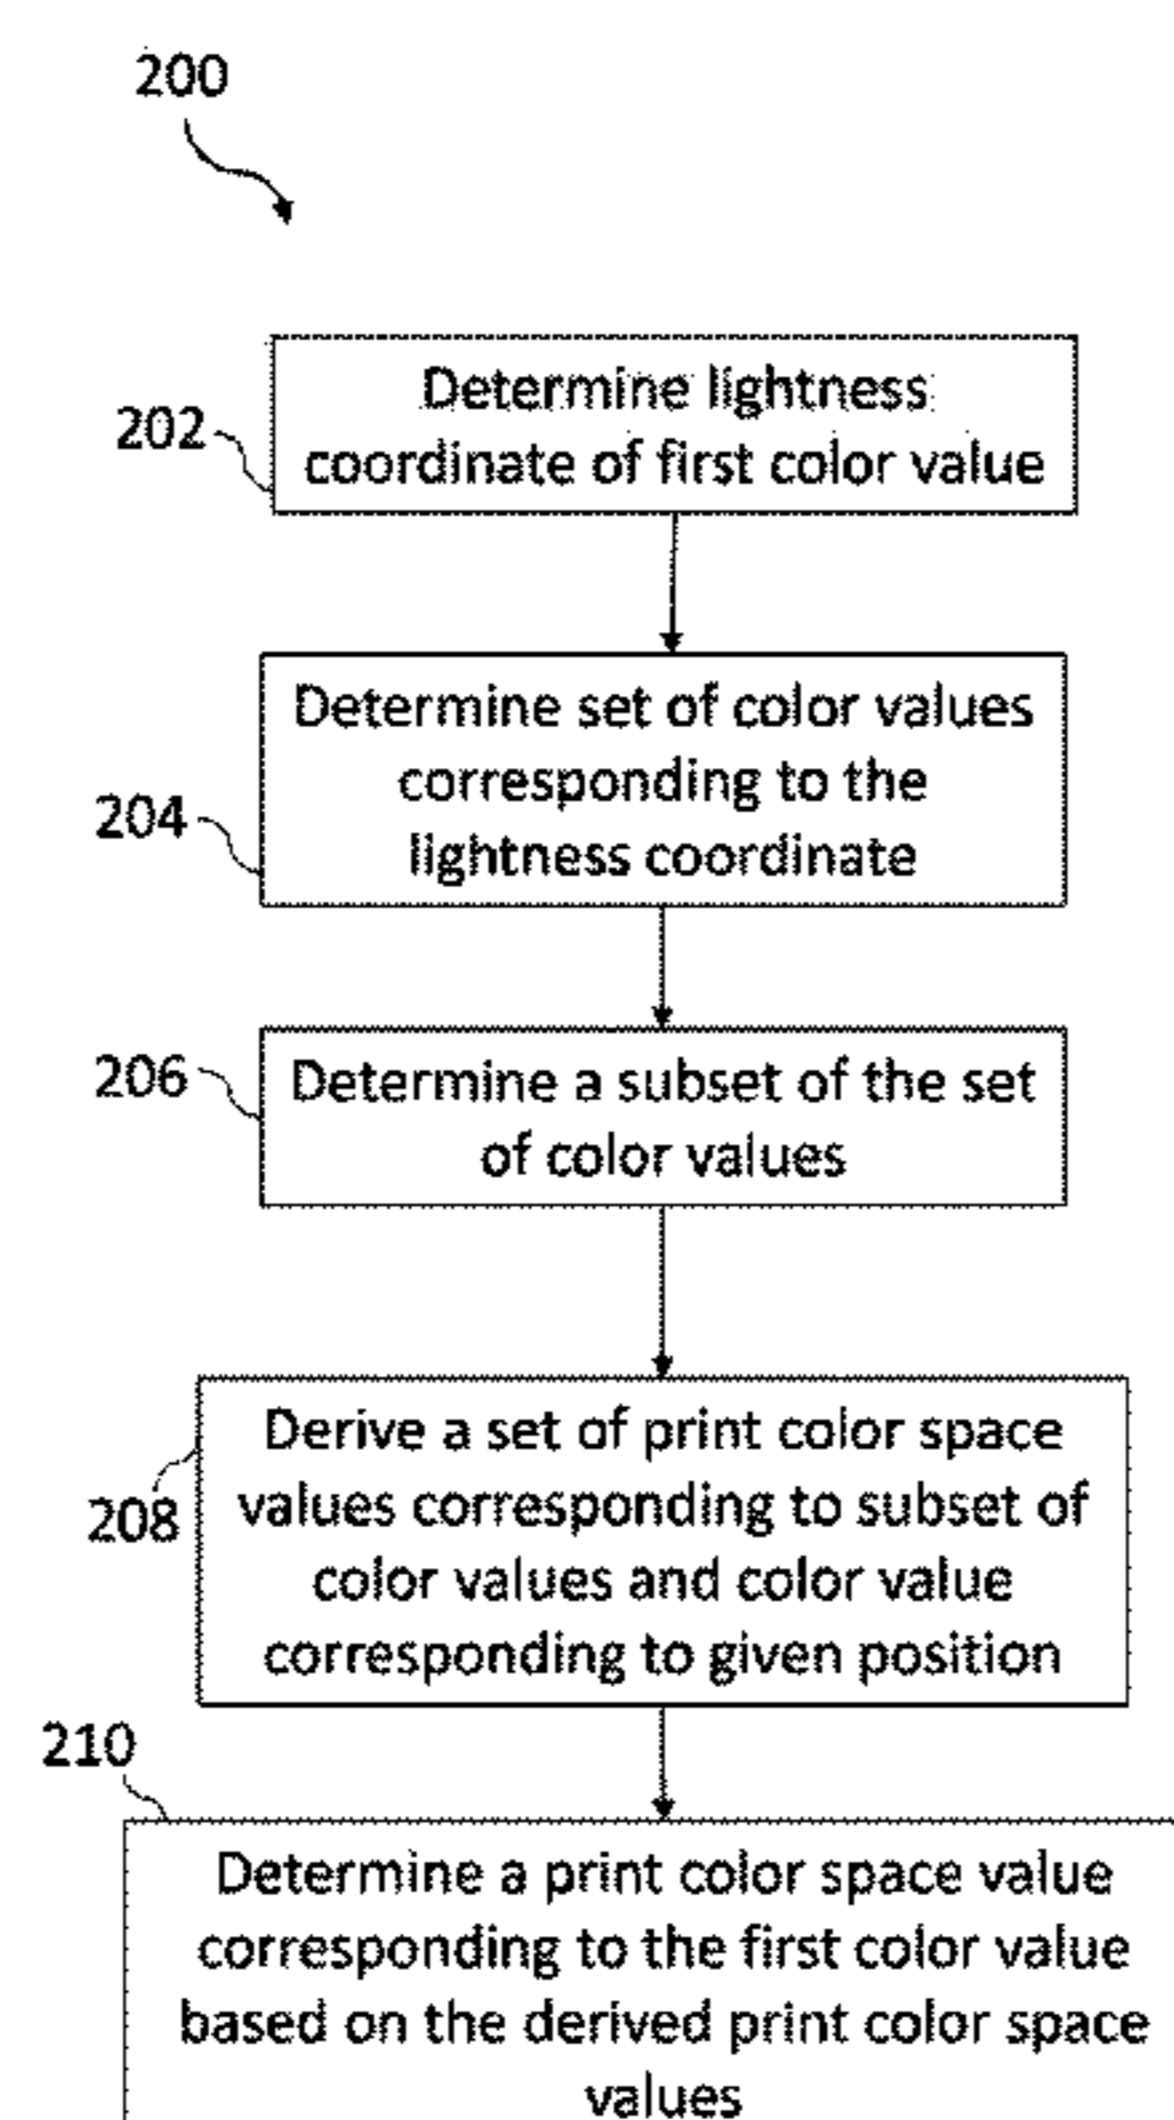 200
202
Determine lightness
coordinate of first color value
204
Determine set of color values
corresponding to the
lightness coordinate
206
Determine a subset of the set
of color values
208
Derive a set of print color space
values corresponding to subset of
color values and color value
corresponding to given position
210
Determine a print color space value
corresponding to the first color value
based on the derived print color space
values